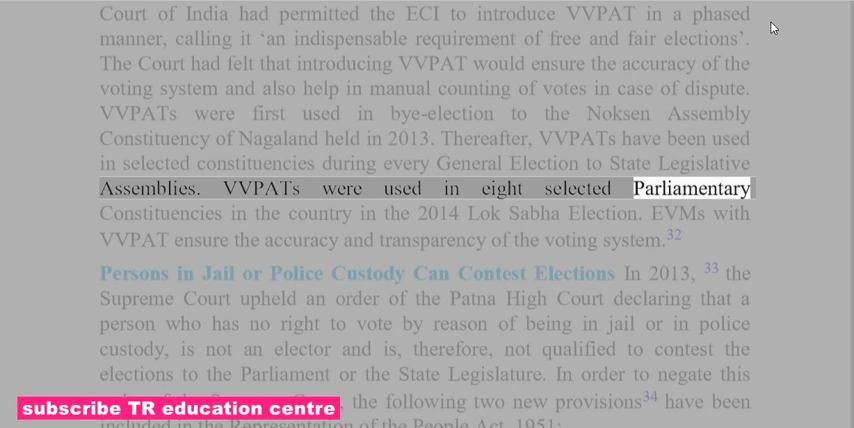 Court of India had permitted the ECI to introduce VVPAT in a phased
manner, calling it ‘an indispensable requirement of free and fair elections’.
The Court had felt that introducing VVPAT would ensure the accuracy of the
voting system and also help in manual counting of votes in case of dispute.
VVPATs were first used in bye-election to the Noksen Assembly
Constituency of Nagaland held in 2013. Thereafter, VVPATs have been used
in selected constituencies during every General Election to State Legislative
Assemblies. VVPATs were used in eight selected Parliamentary
Constituencies in the country in the 2014 Lok Sabha Election. EVMs with
VVPAT ensure the accuracy and transparency of the voting system.32
Persons in Jail or Police Custody Can Contest Elections In 2013, 33 the
Supreme Court upheld an order of the Patna High Court declaring that a
person who has no right to vote by reason of being in jail or in police
custody, is not an elector and is, therefore, not qualified to contest the
elections to the Parliament or the State Legislature. In order to negate this
the following two new provisions34 have been
included in the Representation of the People Act, 1951:
subscribe TR education centre